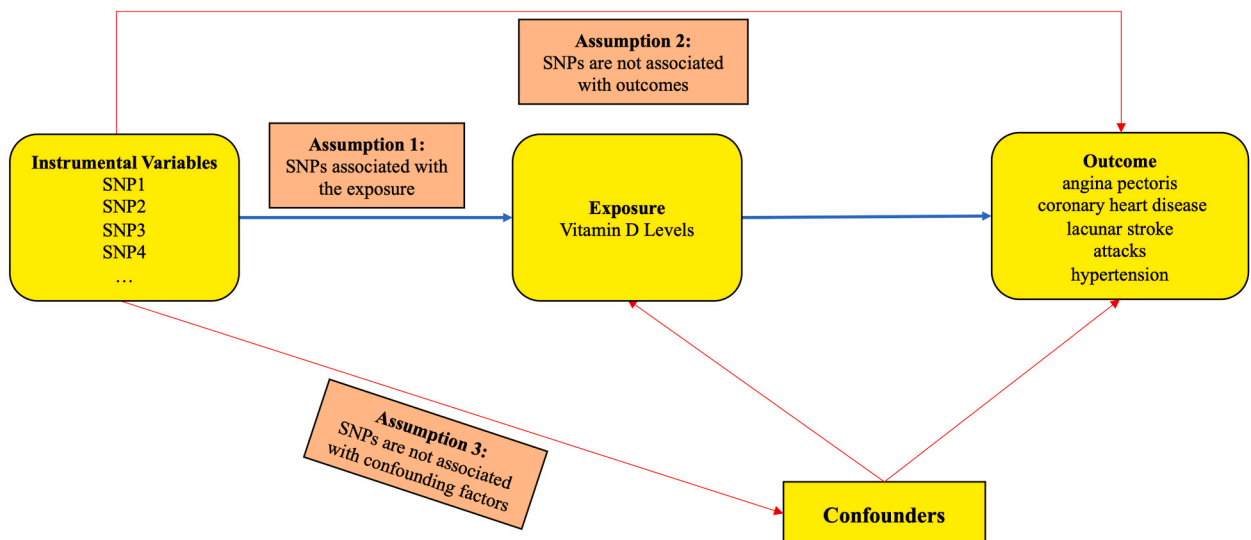 Assumption 2:
SNPs are not associated
with outcomes
Assumption 1:
SNPs associated with
the exposure
Instrumental Variables
SNP1
SNP2
SNP3
SNP4
…
Exposure
Vitamin D Levels
Outcome
angina pectoris
coronary heart disease
lacunar stroke
attacks
hypertension
Assumption 3:
SNPs are not associated
with confounding factors
Confounders